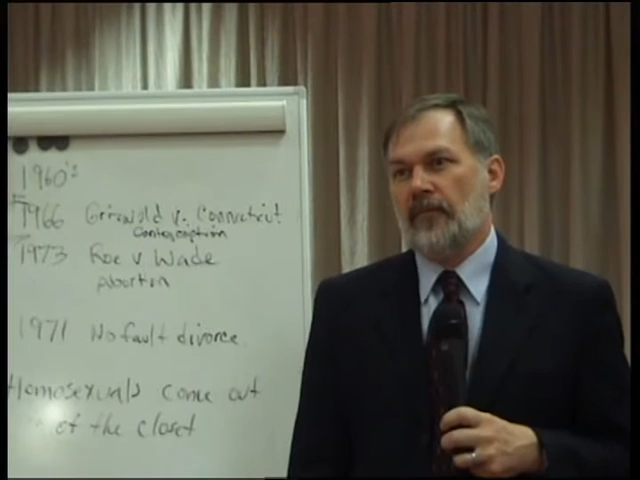 1960's
1966 Griswold v. Connecticut
Contraception
1973 Roe v Wade
Abortion
1971 No fault divorce
Homosexuals come out
of the closet